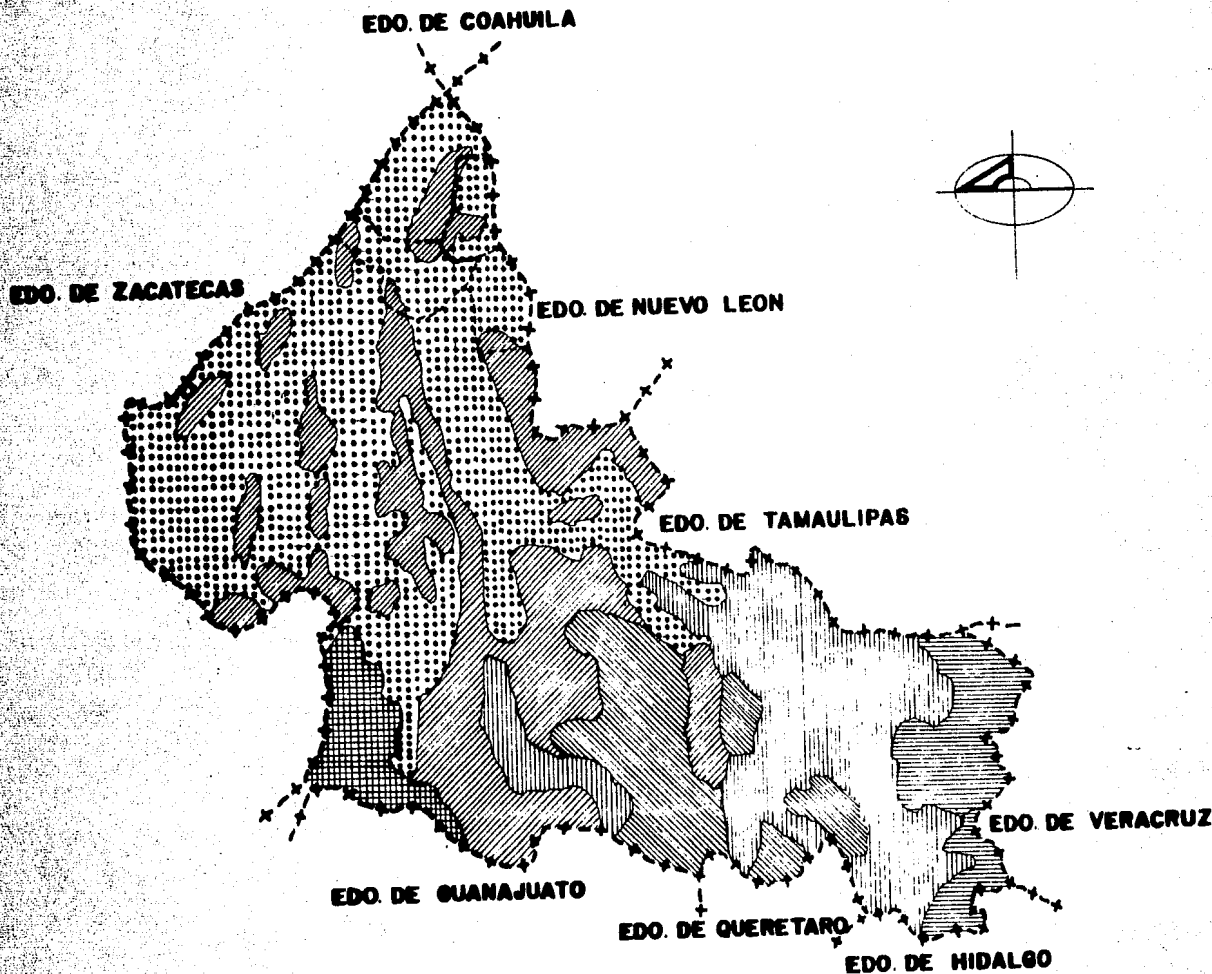 EDO. DE COAHUILA
EDO. DE ZACATECAS
EDO. DE NUEVO LEON
EDO. DE TAMAULIPAS
EDO. DE VERACRUZ
EDO. DE GUANAJUATO
EDO. DE QUERETARO
EDO. DE HIDALGO